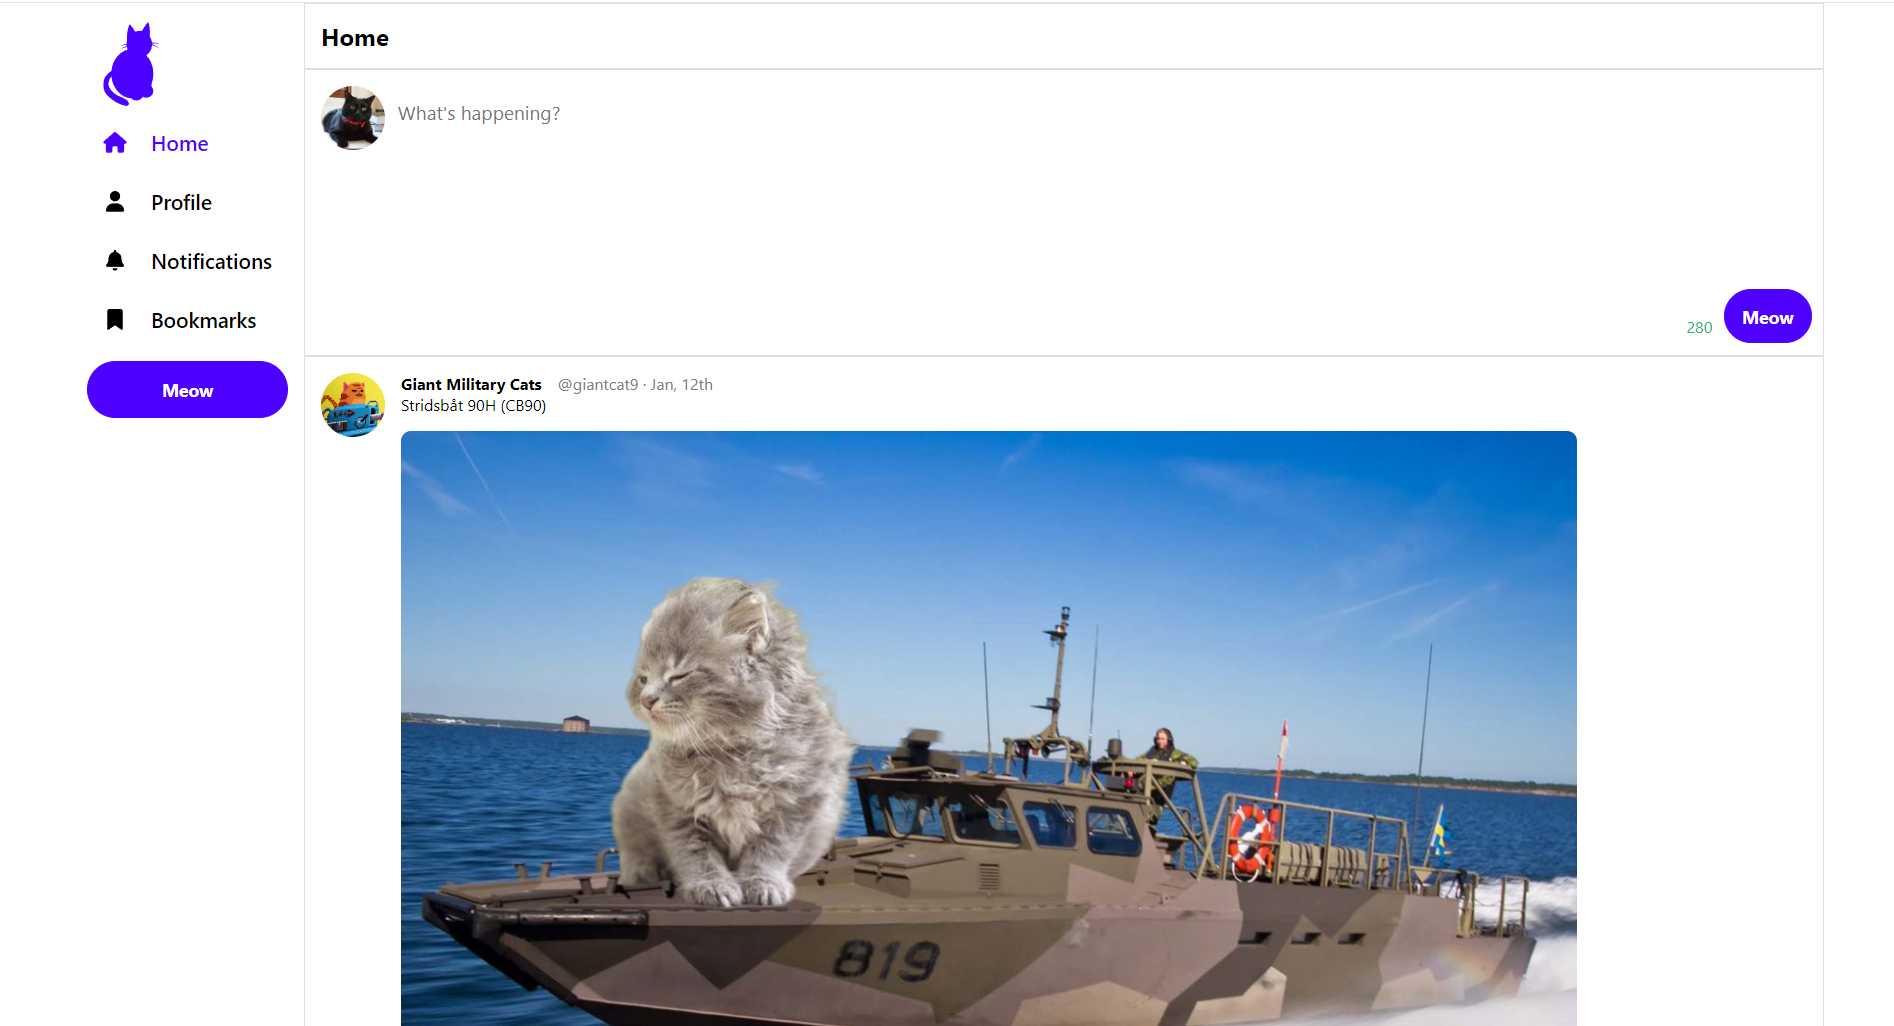 Home
Profile
Notifications
Bookmarks
Meow
Home
What's happening?
280
Meow
Giant Military Cats @giantcat9 · Jan, 12th
Stridsbåt 90H (CB90)
819